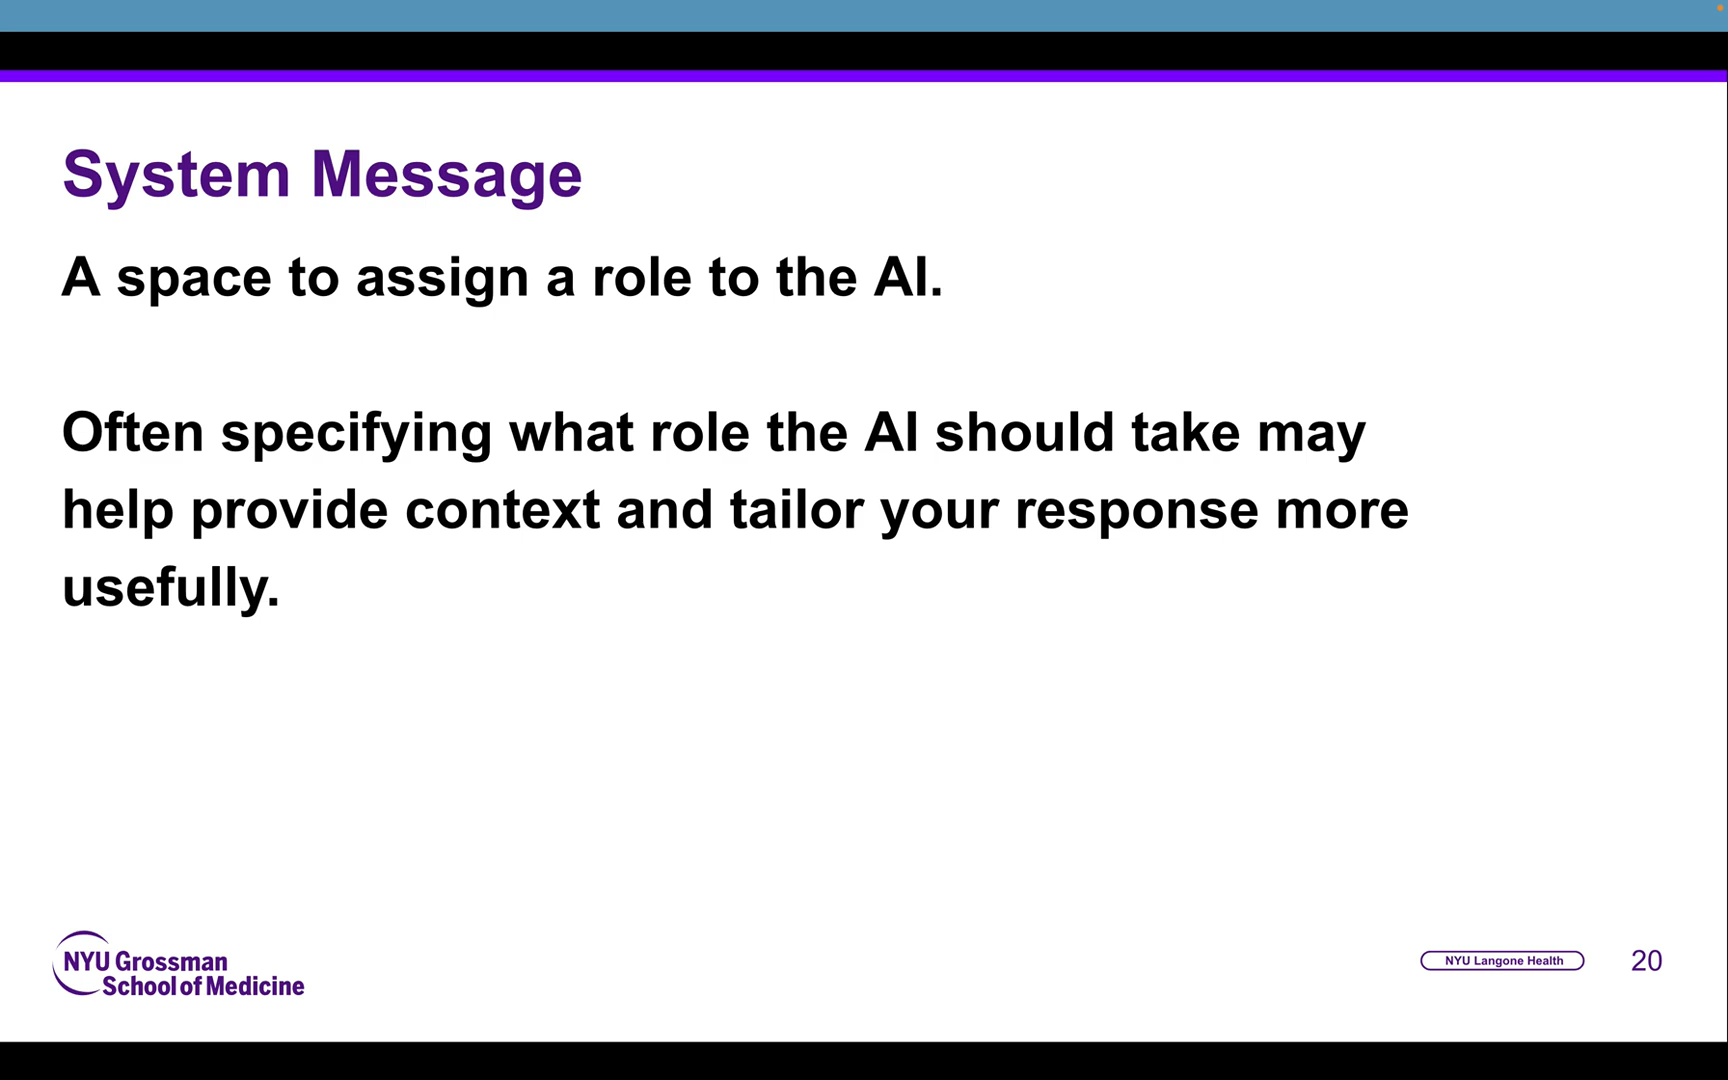 System Message
A space to assign a role to the AI.
Often specifying what role the AI should take may
help provide context and tailor your response more
usefully.
NYU Grossman
School of Medicine
NYU Langone Health
20